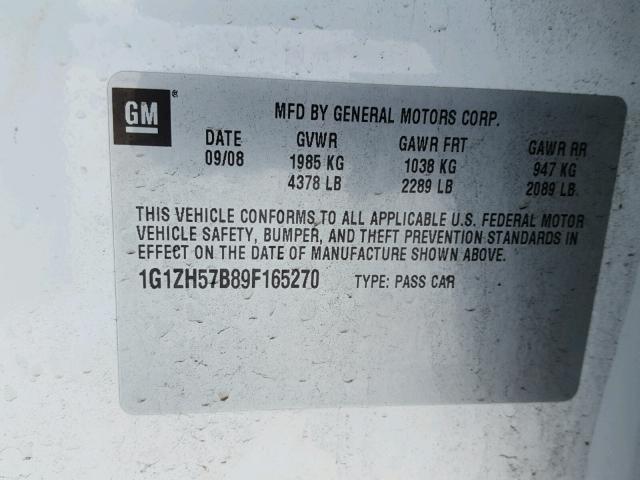 GM ®
MFD BY GENERAL MOTORS CORP.
DATE GVWR GAWR FRT GAWR RR
09/08 1985 KG 1038 KG 947 KG
4378 LB 2289 LB 2089 LB
THIS VEHICLE CONFORMS TO ALL APPLICABLE U.S. FEDERAL MOTOR
VEHICLE SAFETY, BUMPER, AND THEFT PREVENTION STANDARDS IN
EFFECT ON THE DATE OF MANUFACTURE SHOWN ABOVE.
1G1ZH57B89F165270 TYPE: PASS CAR